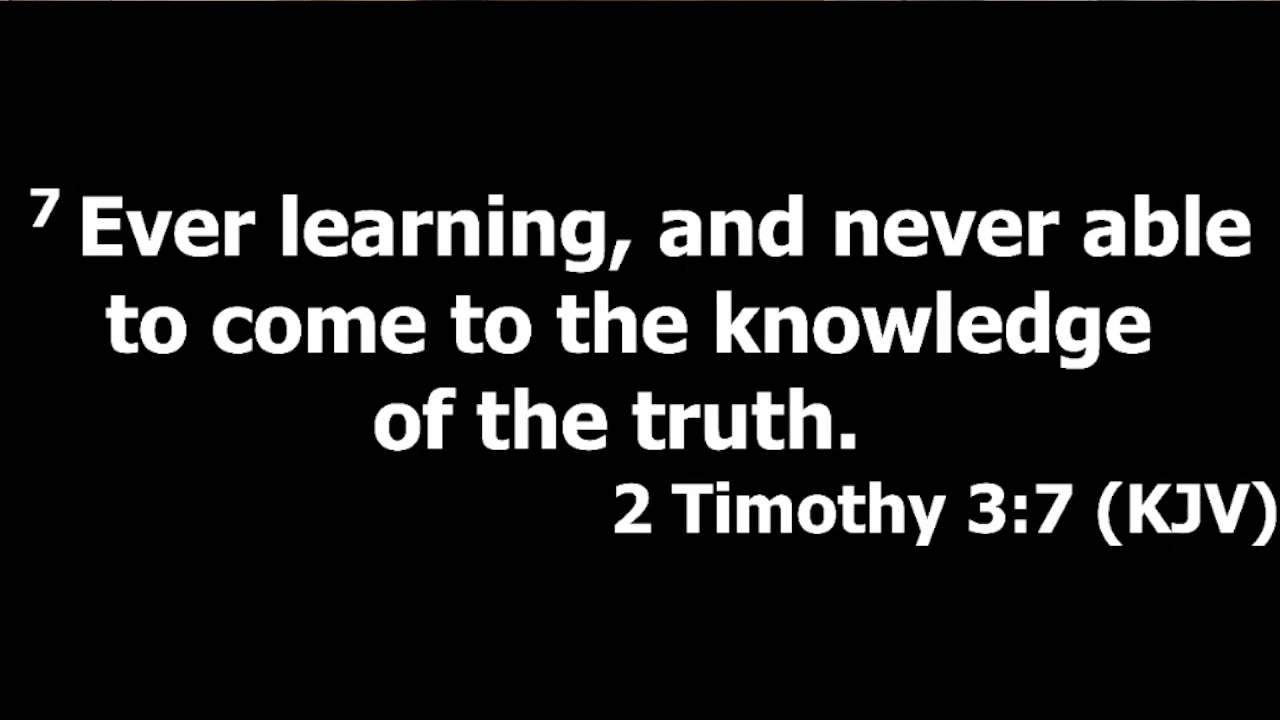 7 Ever learning, and never able
to come to the knowledge
of the truth.
2 Timothy 3:7 (KJV)